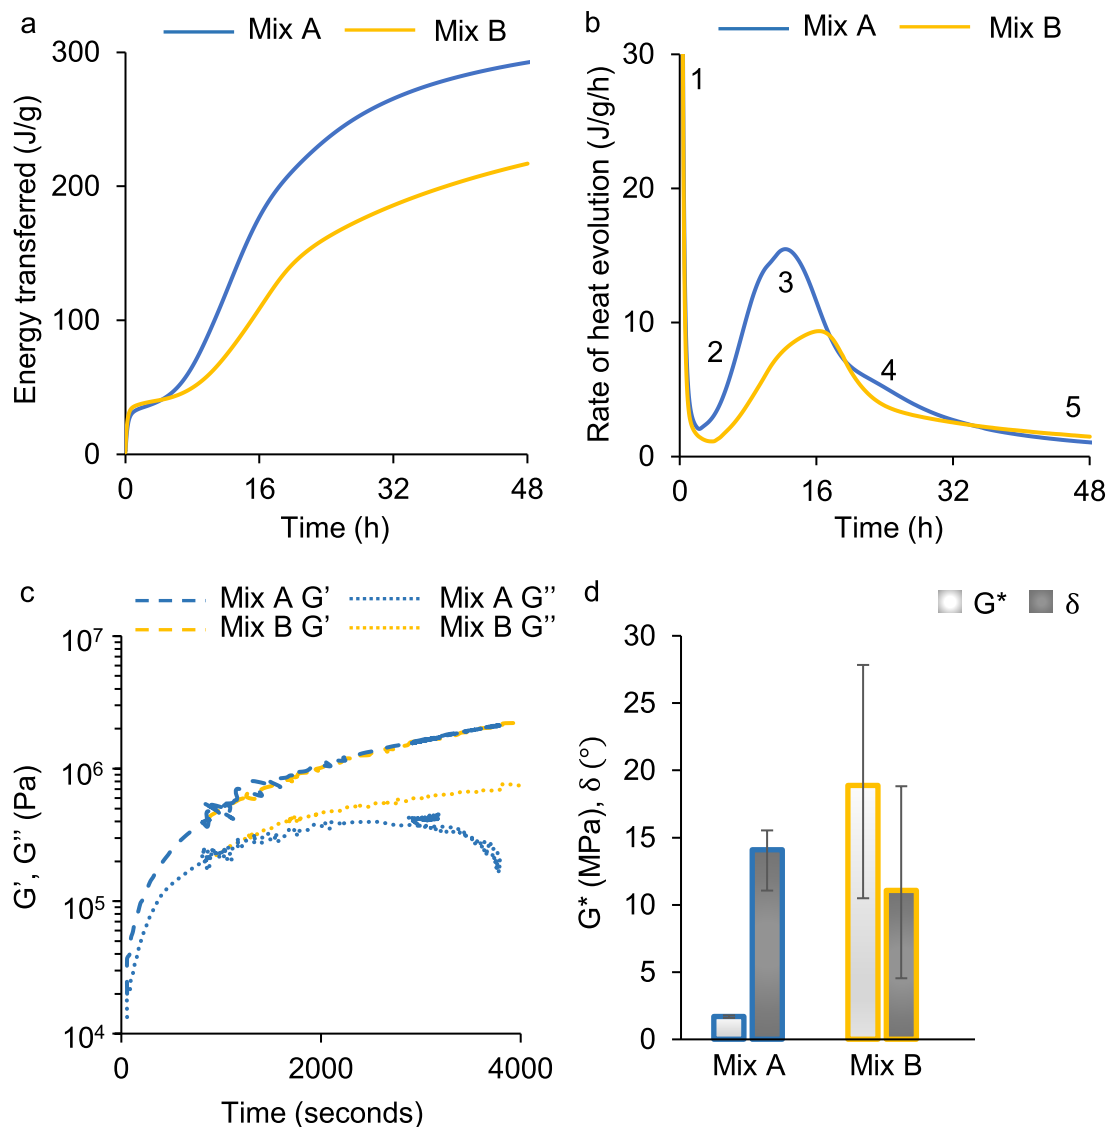 a
Mix A Mix B
Energy transferred (J/g)
300
200
100
0
0 16 32 48
Time (h)
b
Mix A Mix B
Rate of heat evolution (J/g/h)
30
20
10
0
1
2
3
4
5
0 16 32 48
Time (h)
c
Mix A G’ Mix A G’’
Mix B G’ Mix B G’’
G’, G’’ (Pa)
10⁷
10⁶
10⁵
10⁴
0 2000 4000
Time (seconds)
d
G* δ
G* (MPa), δ (°)
30
25
20
15
10
5
0
Mix A Mix B